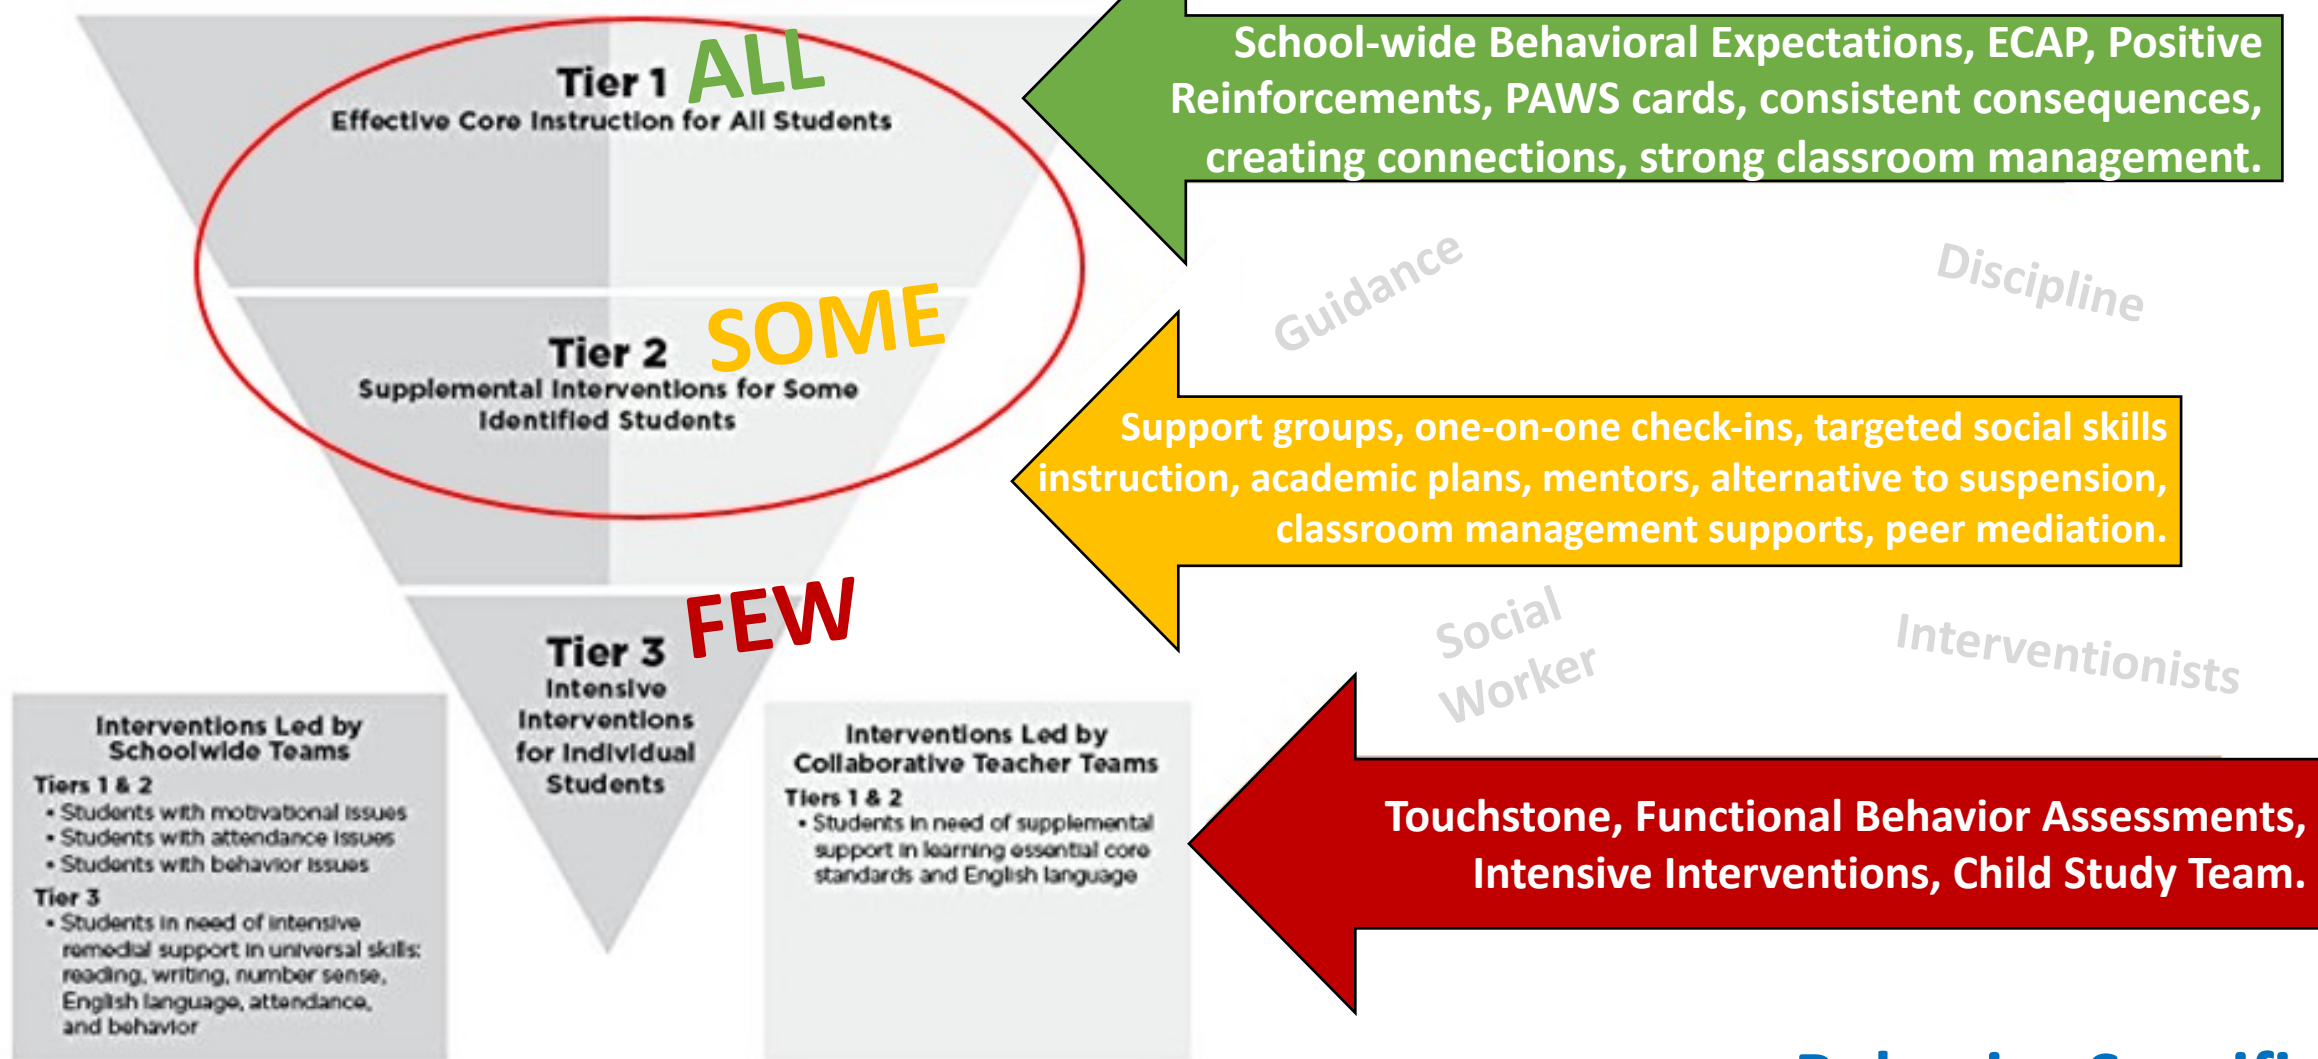 Tier 1 ALL
Effective Core Instruction for All Students
School-wide Behavioral Expectations, ECAP, Positive
Reinforcements, PAWS cards, consistent consequences,
creating connections, strong classroom management.
Guidance
Discipline
Tier 2 SOME
Supplemental Interventions for Some
Identified Students
Support groups, one-on-one check-ins, targeted social skills
instruction, academic plans, mentors, alternative to suspension,
classroom management supports, peer mediation.
Social
Worker
Interventionists
Tier 3 FEW
Intensive
Interventions
for Individual
Students
Touchstone, Functional Behavior Assessments,
Intensive Interventions, Child Study Team.
Interventions Led by
Schoolwide Teams
Tiers 1 & 2
• Students with motivational issues
• Students with attendance issues
• Students with behavior issues
Tier 3
• Students in need of intensive
remedial support in universal skills:
reading, writing, number sense,
English language, attendance,
and behavior
Interventions Led by
Collaborative Teacher Teams
Tiers 1 & 2
• Students in need of supplemental
support in learning essential core
standards and English language